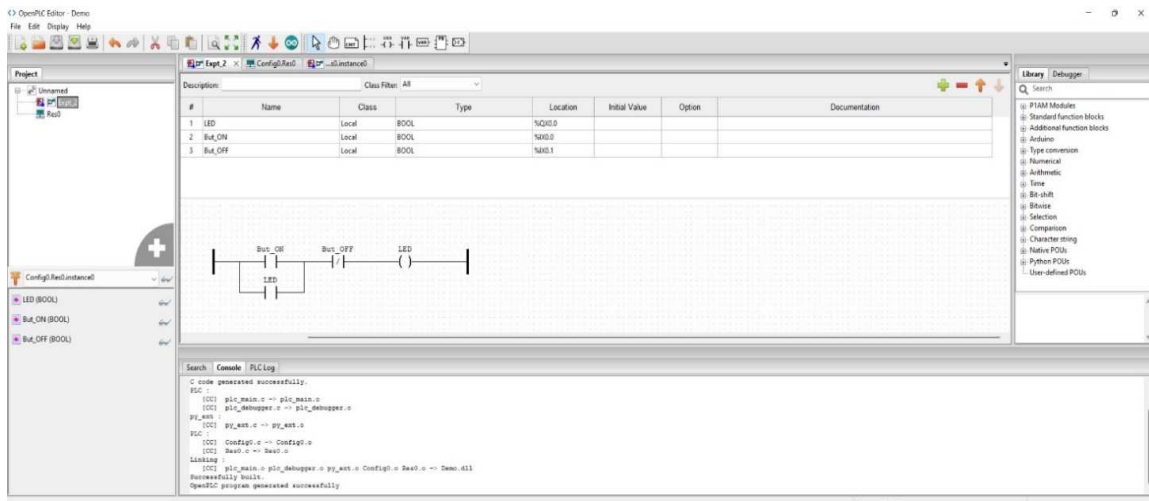 OpenPLC Editor - Demo
File Edit Display Help
Expt_2 Config0.Res0 ...s0.instance0
Project
Unnamed
Expt_2
Res0
Description: Class Filter: All
# Name Class Type Location Initial Value Option Documentation
1 LED Local BOOL %QX0.0
2 But_ON Local BOOL %IX0.0
3 But_OFF Local BOOL %IX0.1
But_ON But_OFF LED
LED
Config0.Res0.instance0
LED (BOOL)
But_ON (BOOL)
But_OFF (BOOL)
Library Debugger
Search
P1AM Modules
Standard function blocks
Additional function blocks
Arduino
Type conversion
Numerical
Arithmetic
Time
Bit-shift
Bitwise
Selection
Comparison
Character string
Native POUs
Python POUs
User-defined POUs
Search Console PLC Log
C code generated successfully.
PLC :
[CC] plc_main.c -> plc_main.o
[CC] plc_debugger.c -> plc_debugger.o
py_ext :
[CC] py_ext.c -> py_ext.o
PLC :
[CC] Config0.c -> Config0.o
[CC] Res0.c -> Res0.o
Linking :
[CC] plc_main.o plc_debugger.o py_ext.o Config0.o Res0.o -> Demo.dll
Successfully built.
OpenPLC program generated successfully